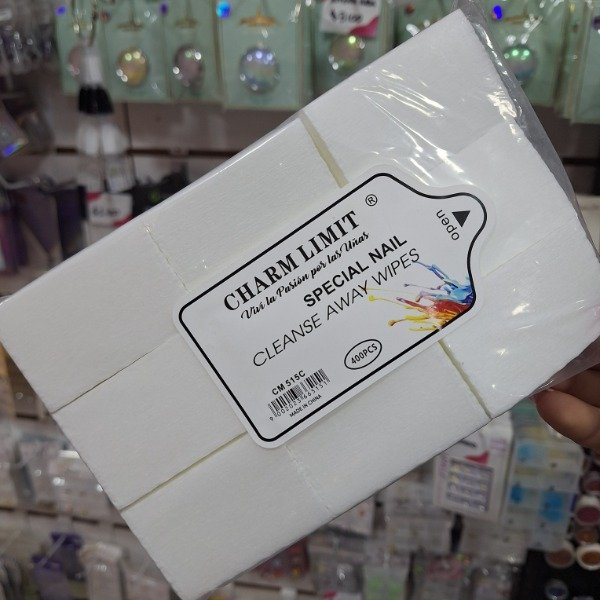 CHARM LIMIT ®
Vive la Pasión por las Uñas
SPECIAL NAIL
CLEANSE AWAY WIPES
400PCS
CM 515C
MADE IN CHINA
open